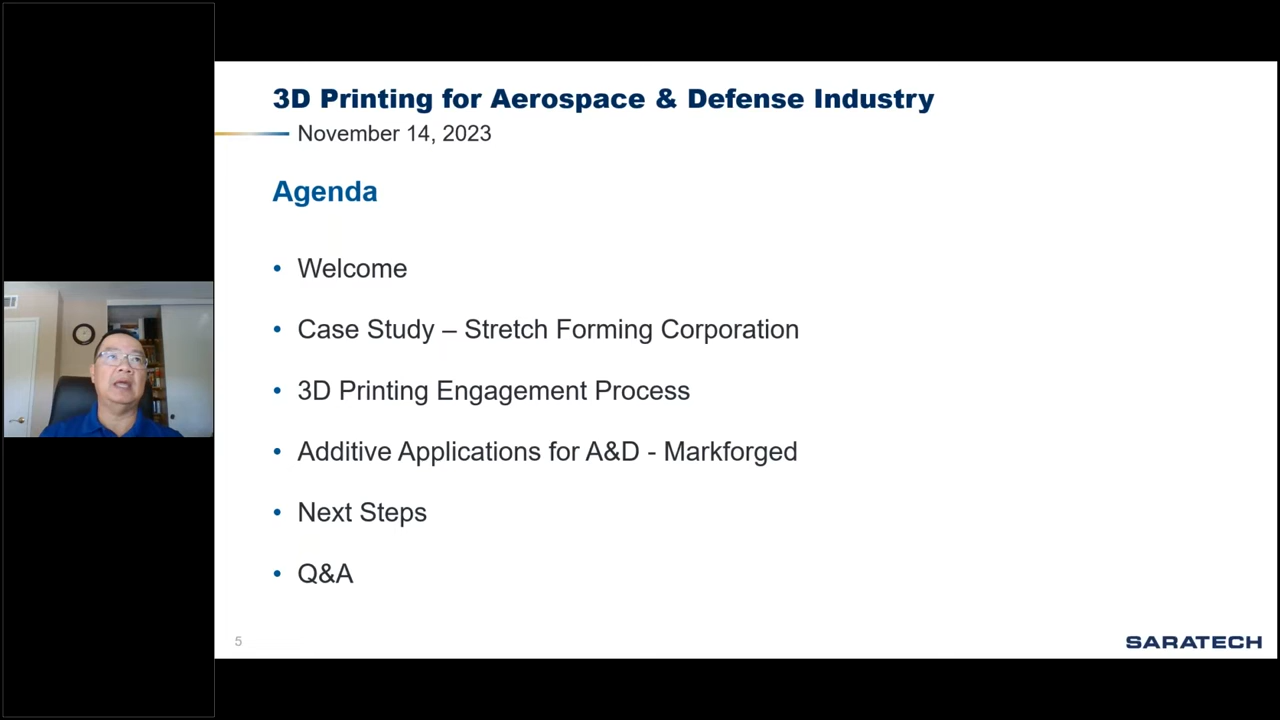 3D Printing for Aerospace & Defense Industry
November 14, 2023
Agenda
• Welcome
• Case Study – Stretch Forming Corporation
• 3D Printing Engagement Process
• Additive Applications for A&D - Markforged
• Next Steps
• Q&A
5
SARATECH